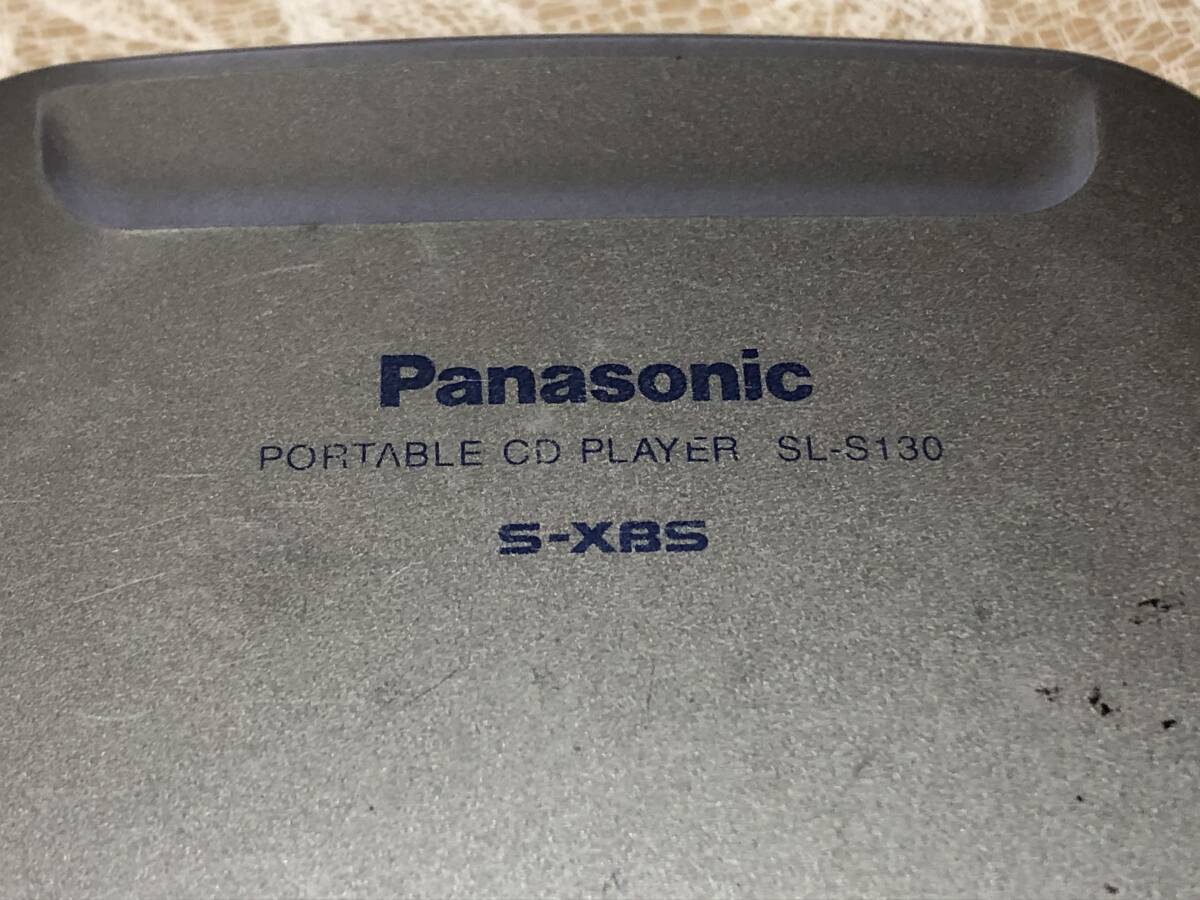 Panasonic
PORTABLE CD PLAYER SL-S130
S-XBS